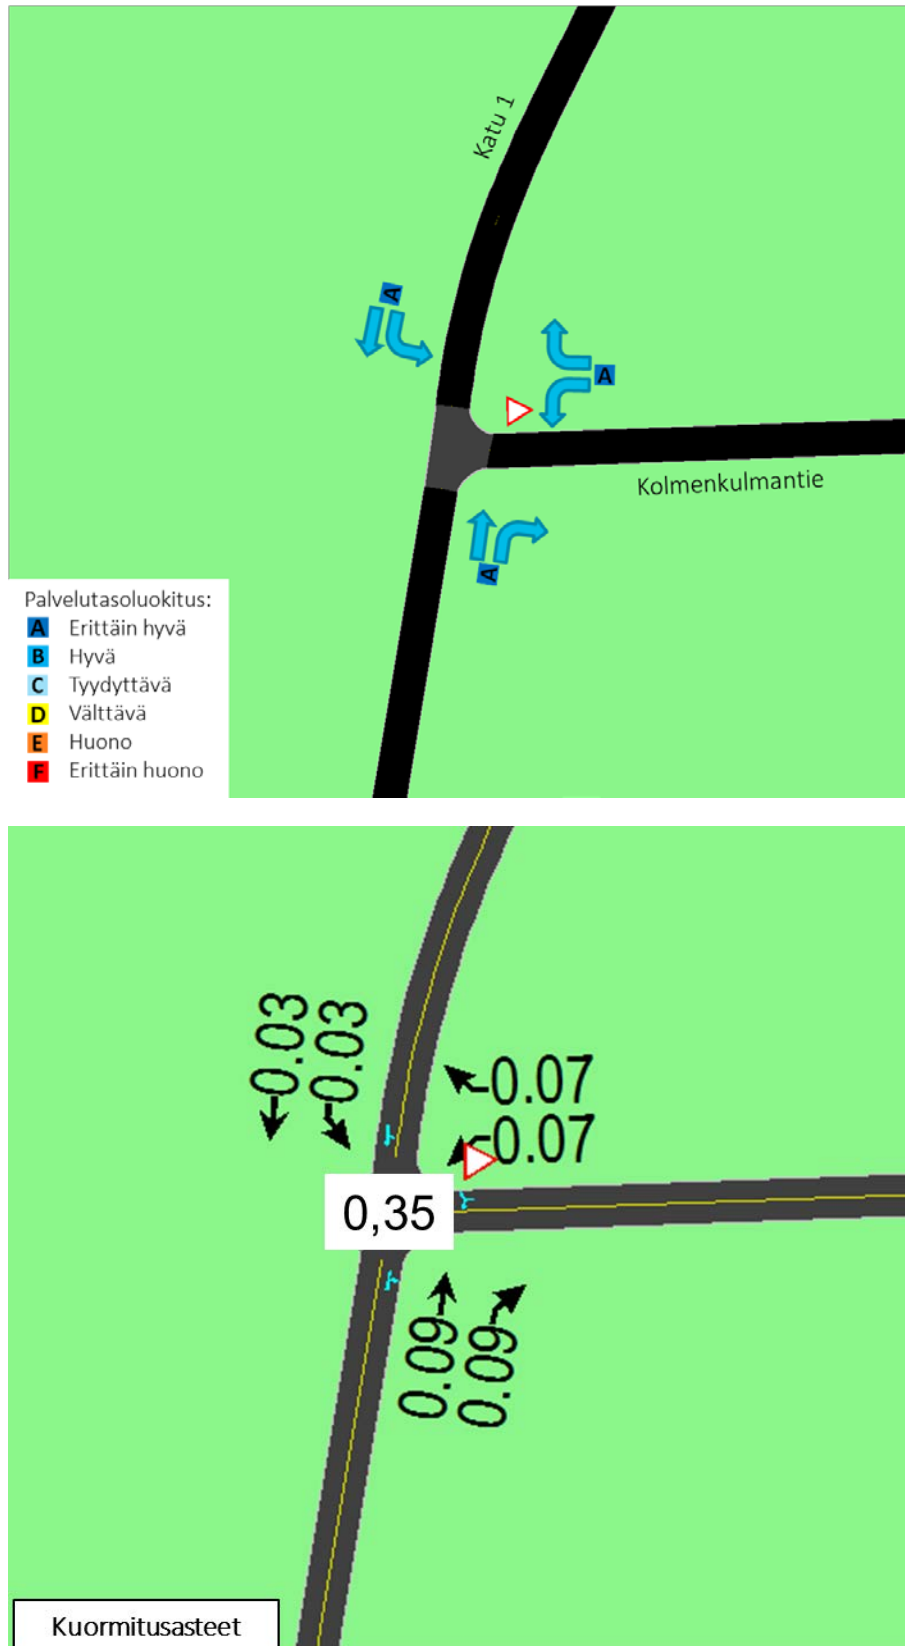 Katu 1
A
A
Kolmenkulmantie
A
Palvelutasoluokitus:
A Erittäin hyvä
B Hyvä
C Tyydyttävä
D Välttävä
E Huono
F Erittäin huono
0.03
0.03
0.07
0.07
0,35
0.09
0.09
Kuormitusasteet